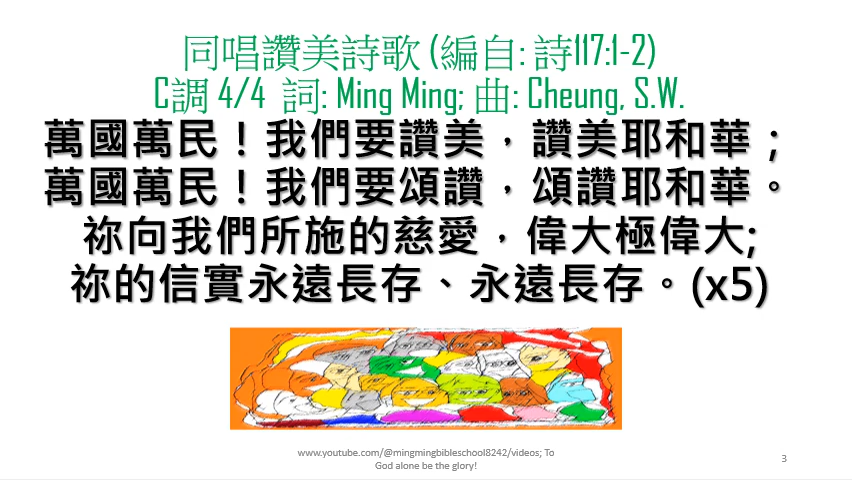 同唱讚美詩歌 (編自: 詩117:1-2)
C調 4/4 詞: Ming Ming; 曲: Cheung, S.W.
萬國萬民！我們要讚美，讚美耶和華；
萬國萬民！我們要頌讚，頌讚耶和華。
祢向我們所施的慈愛，偉大極偉大;
祢的信實永遠長存、永遠長存。(x5)
www.youtube.com/@mingmingbibleschool8242/videos; To
God alone be the glory!
3